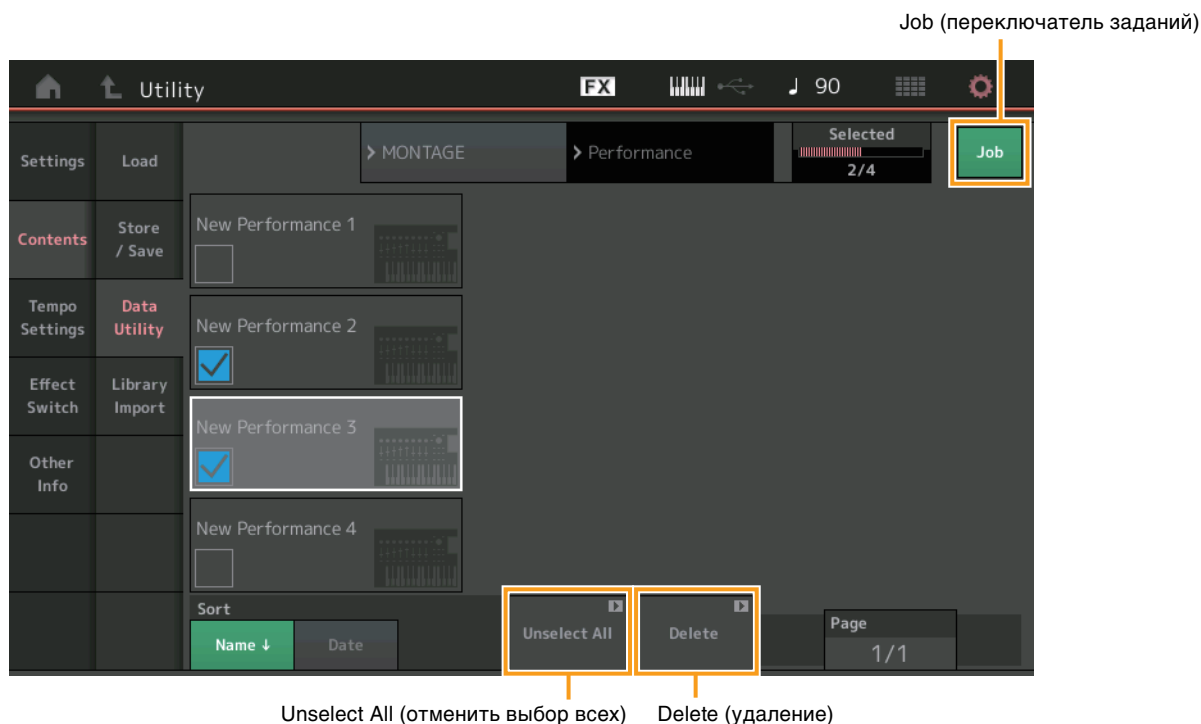 Job (переключатель заданий)
Utility
FX
90
Settings
Load
> MONTAGE
> Performance
Selected
2/4
Job
Contents
Store
/ Save
New Performance 1
Tempo
Settings
Data
Utility
New Performance 2
Effect
Switch
Library
Import
New Performance 3
Other
Info
New Performance 4
Sort
Name ↓
Date
Unselect All
Delete
Page
1/1
Unselect All (отменить выбор всех)
Delete (удаление)